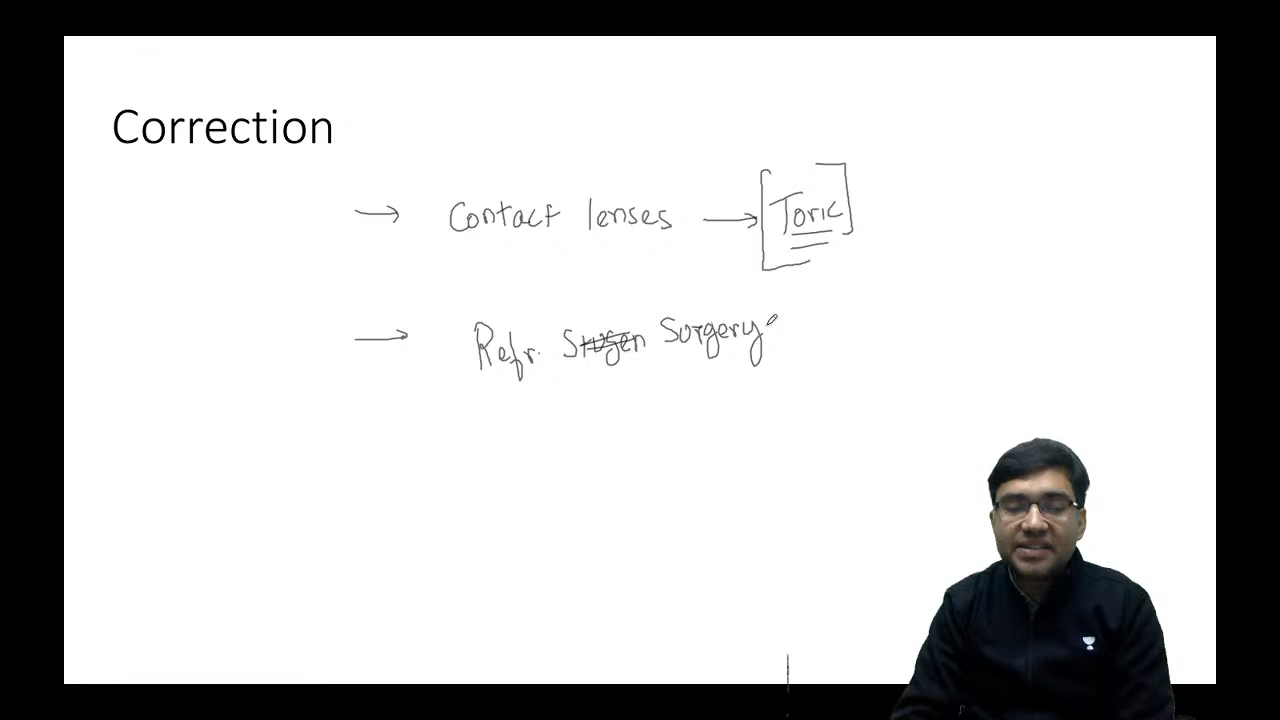 Correction
→ Contact lenses → [Toric]
→ Refr. Surgery